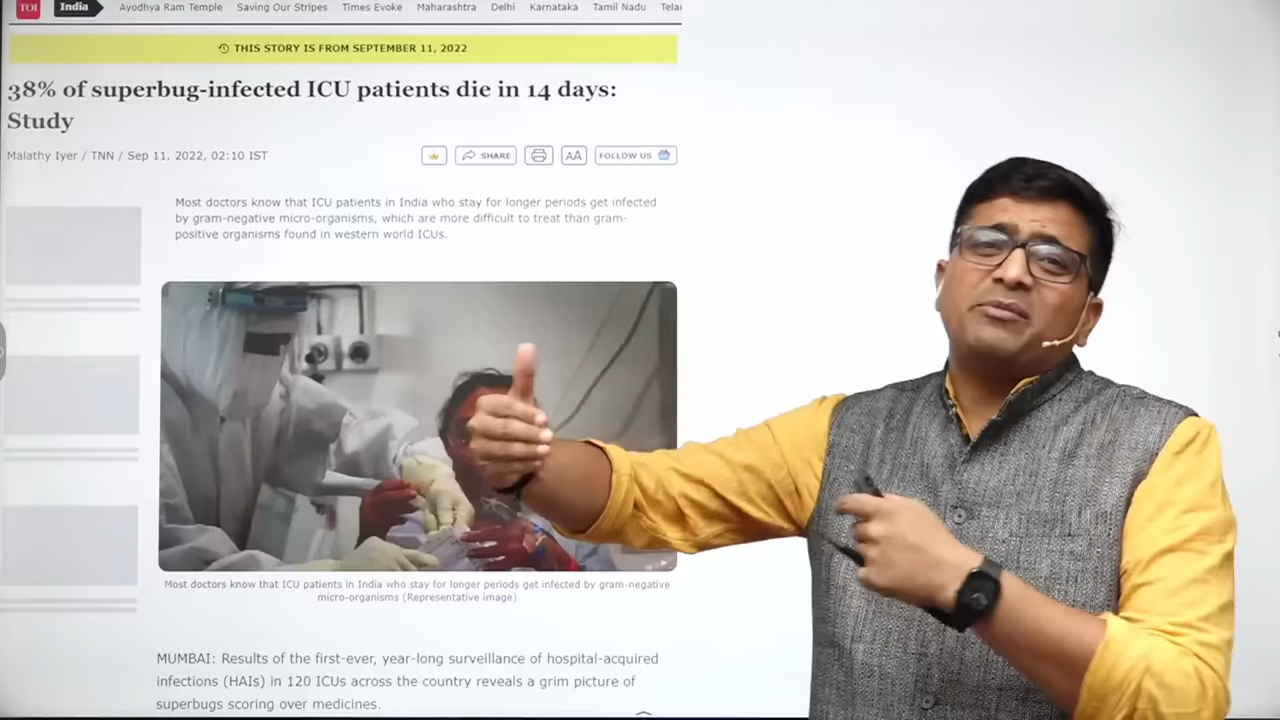 TOI India Ayodhya Ram Temple Saving Our Stripes Times Evoke Maharashtra Delhi Karnataka Tamil Nadu
THIS STORY IS FROM SEPTEMBER 11, 2022
38% of superbug-infected ICU patients die in 14 days:
Study
Malathy Iyer / TNN / Sep 11, 2022, 02:10 IST
SHARE AA FOLLOW US
Most doctors know that ICU patients in India who stay for longer periods get infected
by gram-negative micro-organisms, which are more difficult to treat than gram-
positive organisms found in western world ICUs.
Most doctors know that ICU patients in India who stay for longer periods get infected by gram-negative
micro-organisms (Representative image)
MUMBAI: Results of the first-ever, year-long surveillance of hospital-acquired
infections (HAIs) in 120 ICUs across the country reveals a grim picture of
superbugs scoring over medicines.